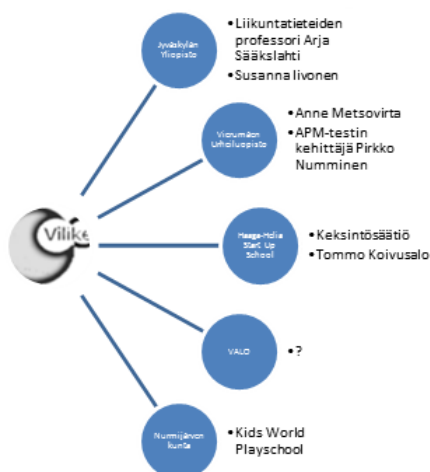 Jyväskylän
Yliopisto
• Liikuntatieteiden
professori Arja
Sääkslahti
• Susanna Iivonen
Vierumäen
Urheiluopisto
• Anne Metsovirta
• APM-testin
kehittäjä Pirkko
Numminen
Vilike
Haaga-Helia
Start Up
School
• Keksintösäätiö
• Tommo Koivusalo
VALO
• ?
Nurmijärven
kunta
• Kids World
Playschool